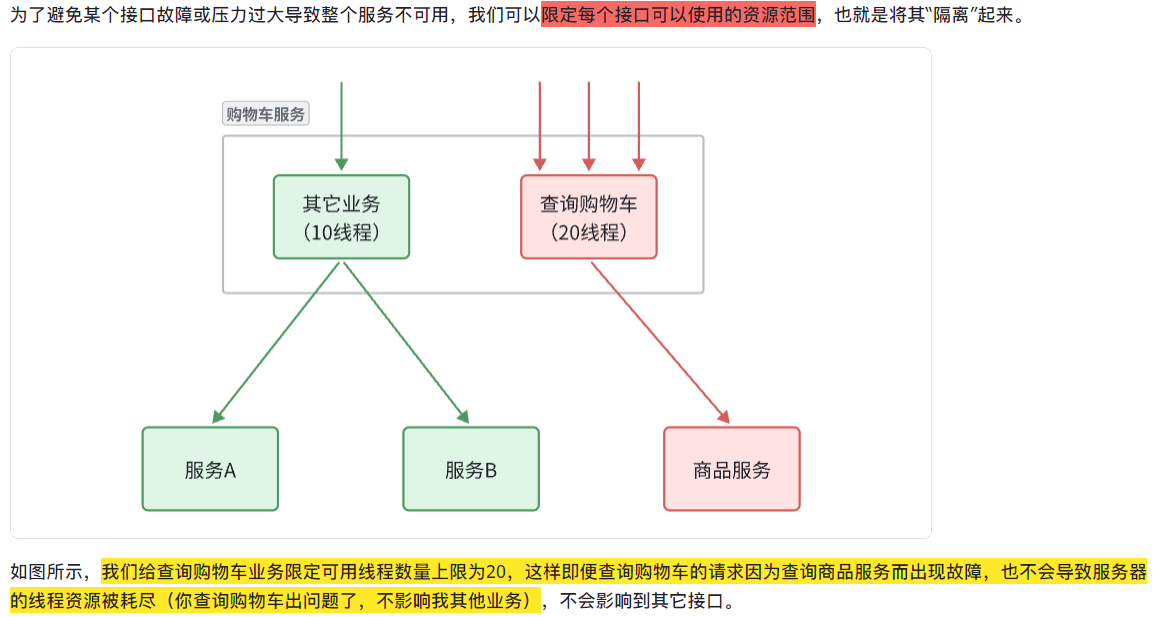 为了避免某个接口故障或压力过大导致整个服务不可用，我们可以限定每个接口可以使用的资源范围，也就是将其“隔离”起来。
购物车服务
其它业务
（10线程）
查询购物车
（20线程）
服务A
服务B
商品服务
如图所示，我们给查询购物车业务限定可用线程数量上限为20，这样即便查询购物车的请求因为查询商品服务而出现故障，也不会导致服务器
的线程资源被耗尽（你查询购物车出问题了，不影响我其他业务），不会影响到其它接口。